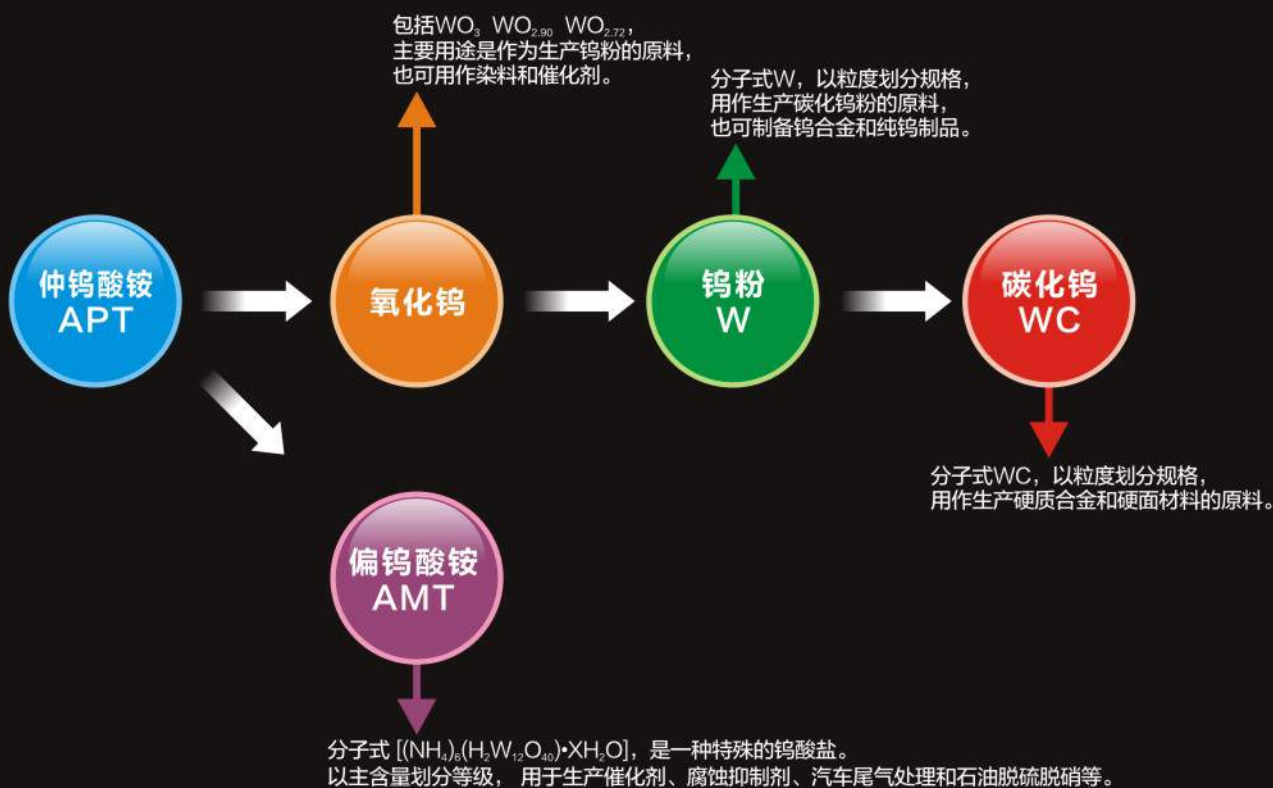 包括WO₃ WO₂.₉₀ WO₂.₇₂,
主要用途是作为生产钨粉的原料,
也可用作染料和催化剂。
分子式W, 以粒度划分规格,
用作生产碳化钨粉的原料,
也可制备钨合金和纯钨制品。
仲钨酸铵
APT
氧化钨
钨粉
W
碳化钨
WC
分子式WC, 以粒度划分规格,
用作生产硬质合金和硬面材料的原料。
偏钨酸铵
AMT
分子式 [(NH₄)₆(H₂W₁₂O₄₀)•XH₂O], 是一种特殊的钨酸盐。
以主含量划分等级, 用于生产催化剂、腐蚀抑制剂、汽车尾气处理和石油脱硫脱硝等。